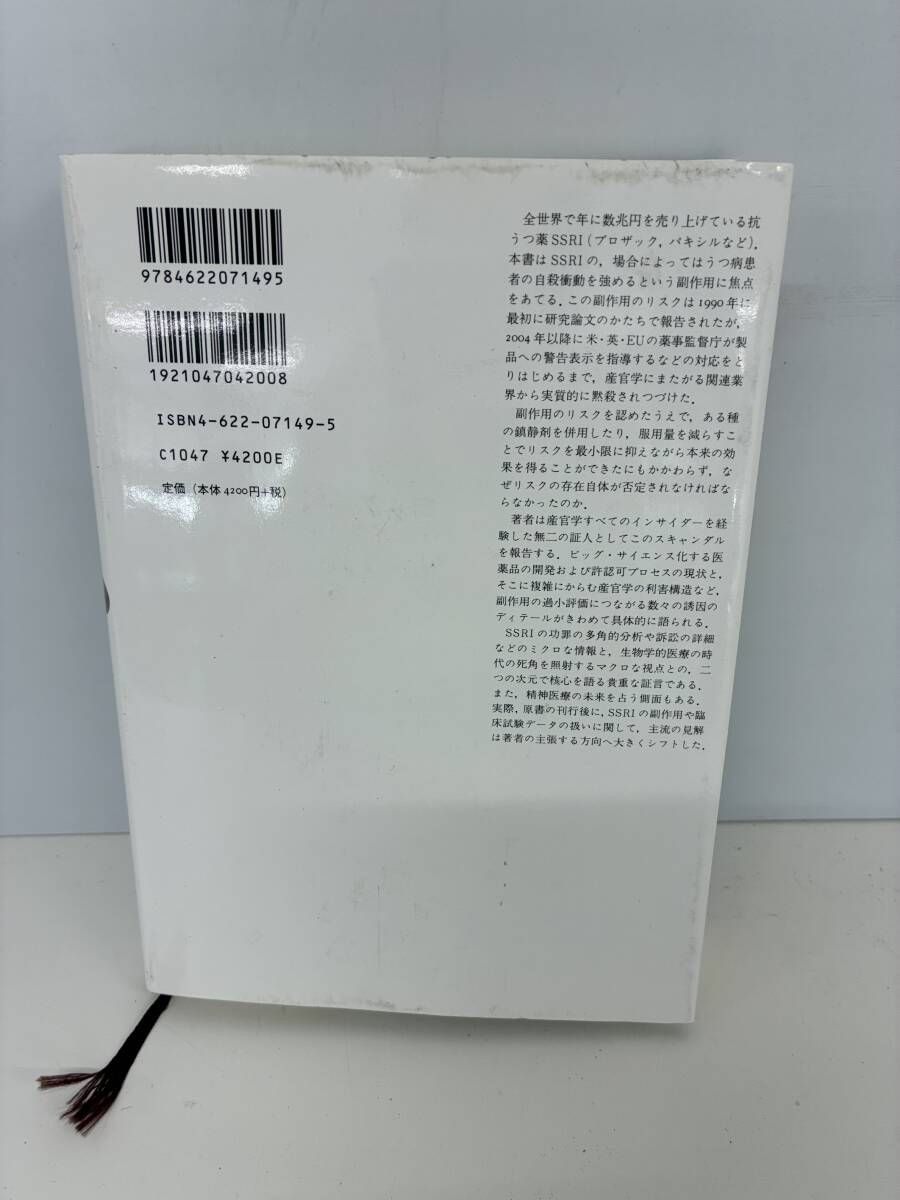 9784622071495
1921047042008
ISBN4-622-07149-5
C1047 ¥4200E
定価（本体 4200円+税）
全世界で年に数兆円を売り上げている抗
うつ薬SSRI（プロザック，パキシルなど）．
本書はSSRIの，場合によってはうつ病患
者の自殺衝動を強めるという副作用に焦点
をあてる．この副作用のリスクは1990年に
最初に研究論文のかたちで報告されたが，
2004年以降に米・英・EUの薬事監督庁が製
品への警告表示を指導するなどの対応をと
りはじめるまで，産官学にまたがる関連業
界から実質的に黙殺されつづけた．
副作用のリスクを認めたうえで，ある種
の鎮静剤を併用したり，服用量を減らすこ
とでリスクを最小限に抑えながら本来の効
果を得ることができたにもかかわらず，な
ぜリスクの存在自体が否定されなければな
らなかったのか．
著者は産官学すべてのインサイダーを経
験した無二の証人としてこのスキャンダル
を報告する．ビッグ・サイエンス化する医
薬品の開発および許認可プロセスの現状と，
そこに複雑にからむ産官学の利害構造など，
副作用の過小評価につながる数々の誘因の
ディテールがきわめて具体的に語られる．
SSRIの功罪の多角的分析や訴訟の詳細
などのミクロな情報と，生物学的医療の時
代の死角を照射するマクロな視点との，二
つの次元で核心を語る貴重な証言である．
また，精神医療の未来を占う側面もある．
実際，原書の刊行後に，SSRIの副作用や臨
床試験データの扱いに関して，主流の見解
は著者の主張する方向へ大きくシフトした．